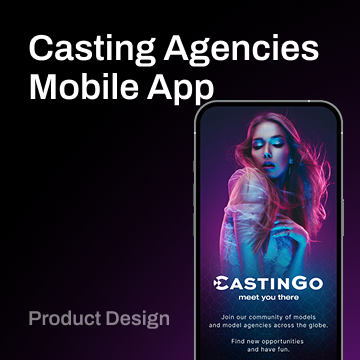 Casting Agencies
Mobile App
CASTINGO
meet you there
Join our community of models
and model agencies across the globe.
Find new opportunities
and have fun.
Product Design